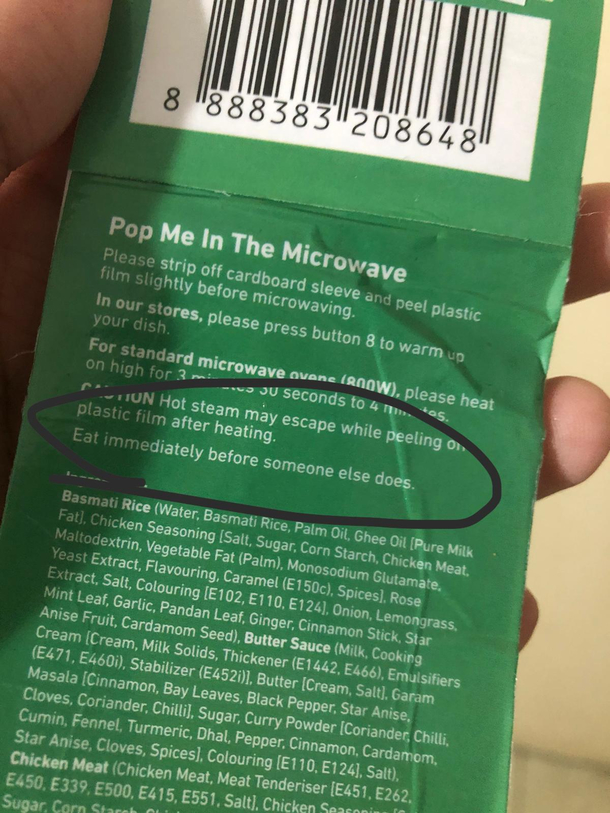 8 888383 208648
Pop Me In The Microwave
Please strip off cardboard sleeve and peel plastic
film slightly before microwaving.
In our stores, please press button 8 to warm up
your dish.
For standard microwave ovens (800W), please heat
on high for 3 minutes 30 seconds to 4 minutes.
CAUTION Hot steam may escape while peeling off
plastic film after heating.
Eat immediately before someone else does.
Basmati Rice (Water, Basmati Rice, Palm Oil, Ghee Oil [Pure Milk
Fat], Chicken Seasoning [Salt, Sugar, Corn Starch, Chicken Meat,
Maltodextrin, Vegetable Fat (Palm), Monosodium Glutamate,
Yeast Extract, Flavouring, Caramel (E150c), Spices], Rose
Extract, Salt, Colouring [E102, E110, E124], Onion, Lemongrass,
Mint Leaf, Garlic, Pandan Leaf, Ginger, Cinnamon Stick, Star
Anise Fruit, Cardamom Seed), Butter Sauce (Milk, Cooking
Cream [Cream, Milk Solids, Thickener (E1442, E466), Emulsifiers
(E471, E460i), Stabilizer (E452i)], Butter [Cream, Salt], Garam
Masala [Cinnamon, Bay Leaves, Black Pepper, Star Anise,
Cloves, Coriander, Chilli], Sugar, Curry Powder [Coriander, Chilli,
Cumin, Fennel, Turmeric, Dhal, Pepper, Cinnamon, Cardamom,
Star Anise, Cloves, Spices], Colouring [E110, E124], Salt),
Chicken Meat (Chicken Meat, Meat Tenderiser [E451, E262,
E450, E339, E500, E415, E551, Salt], Chicken Seasoning
Sugar, Corn Starch,